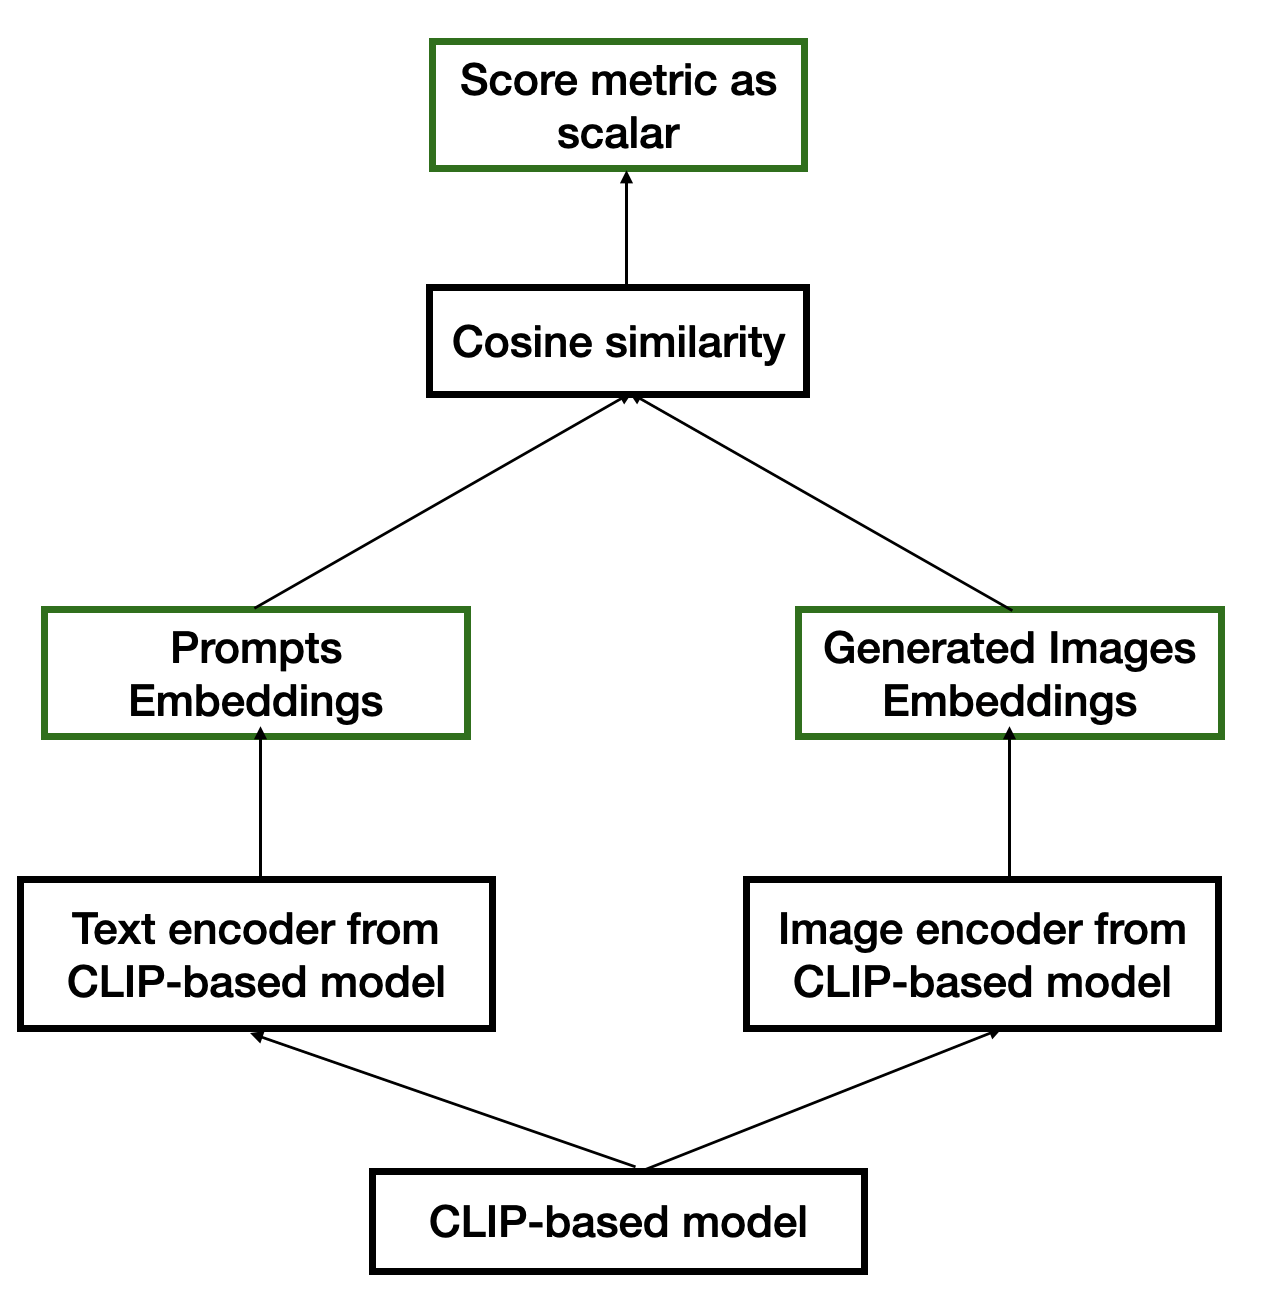 Score metric as
scalar
Cosine similarity
Prompts
Embeddings
Generated Images
Embeddings
Text encoder from
CLIP-based model
Image encoder from
CLIP-based model
CLIP-based model